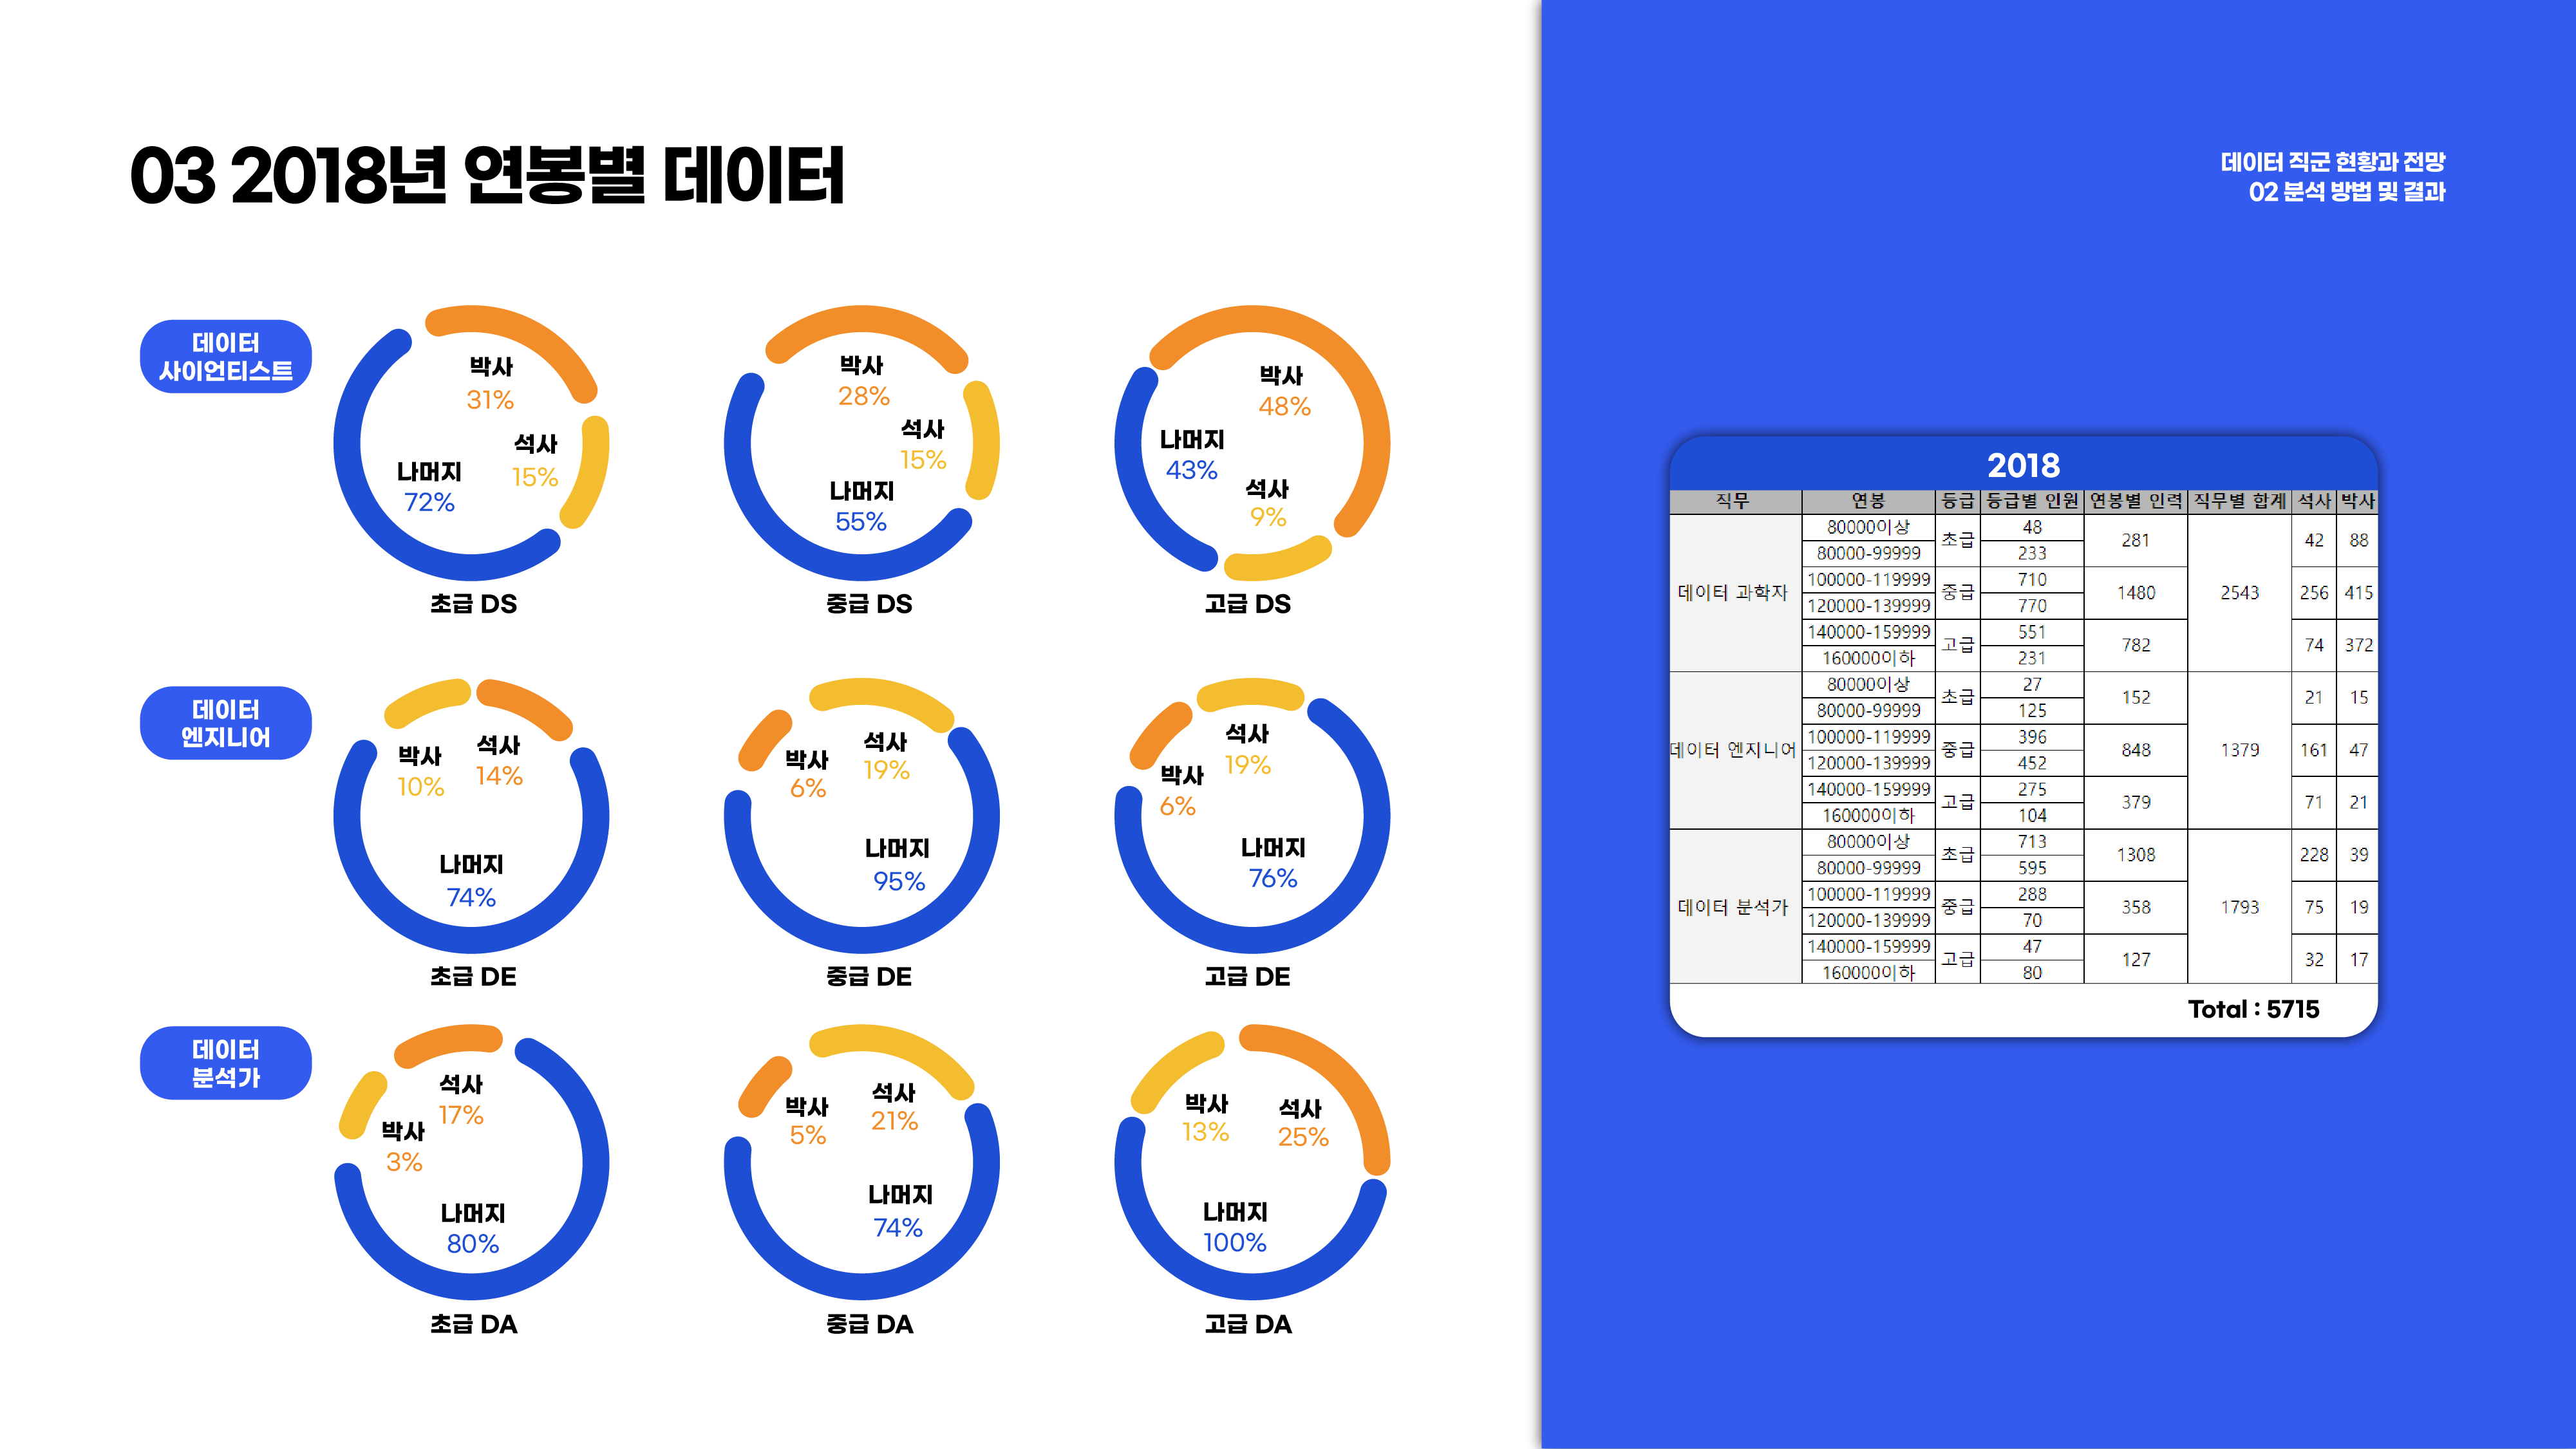 03 2018년 연봉별 데이터
데이터 직군 현황과 전망
02 분석 방법 및 결과
데이터
사이언티스트
박사
31%
석사
15%
나머지
72%
초급 DS
박사
28%
석사
15%
나머지
55%
중급 DS
박사
48%
나머지
43%
석사
9%
고급 DS
데이터
엔지니어
박사
10%
석사
14%
나머지
74%
초급 DE
박사
6%
석사
19%
나머지
95%
중급 DE
박사
6%
석사
19%
나머지
76%
고급 DE
데이터
분석가
석사
17%
박사
3%
나머지
80%
초급 DA
박사
5%
석사
21%
나머지
74%
중급 DA
박사
13%
석사
25%
나머지
100%
고급 DA
2018
직무 연봉 등급 등급별 인원 연봉별 인력 직무별 합계 석사 박사
데이터 과학자 80000이상 초급 48 281 2543 42 88
80000-99999 233
100000-119999 중급 710 1480 256 415
120000-139999 770
140000-159999 고급 551 782 74 372
160000이하 231
데이터 엔지니어 80000이상 초급 27 152 1379 21 15
80000-99999 125
100000-119999 중급 396 848 161 47
120000-139999 452
140000-159999 고급 275 379 71 21
160000이하 104
데이터 분석가 80000이상 초급 713 1308 1793 228 39
80000-99999 595
100000-119999 중급 288 358 75 19
120000-139999 70
140000-159999 고급 47 127 32 17
160000이하 80
Total : 5715